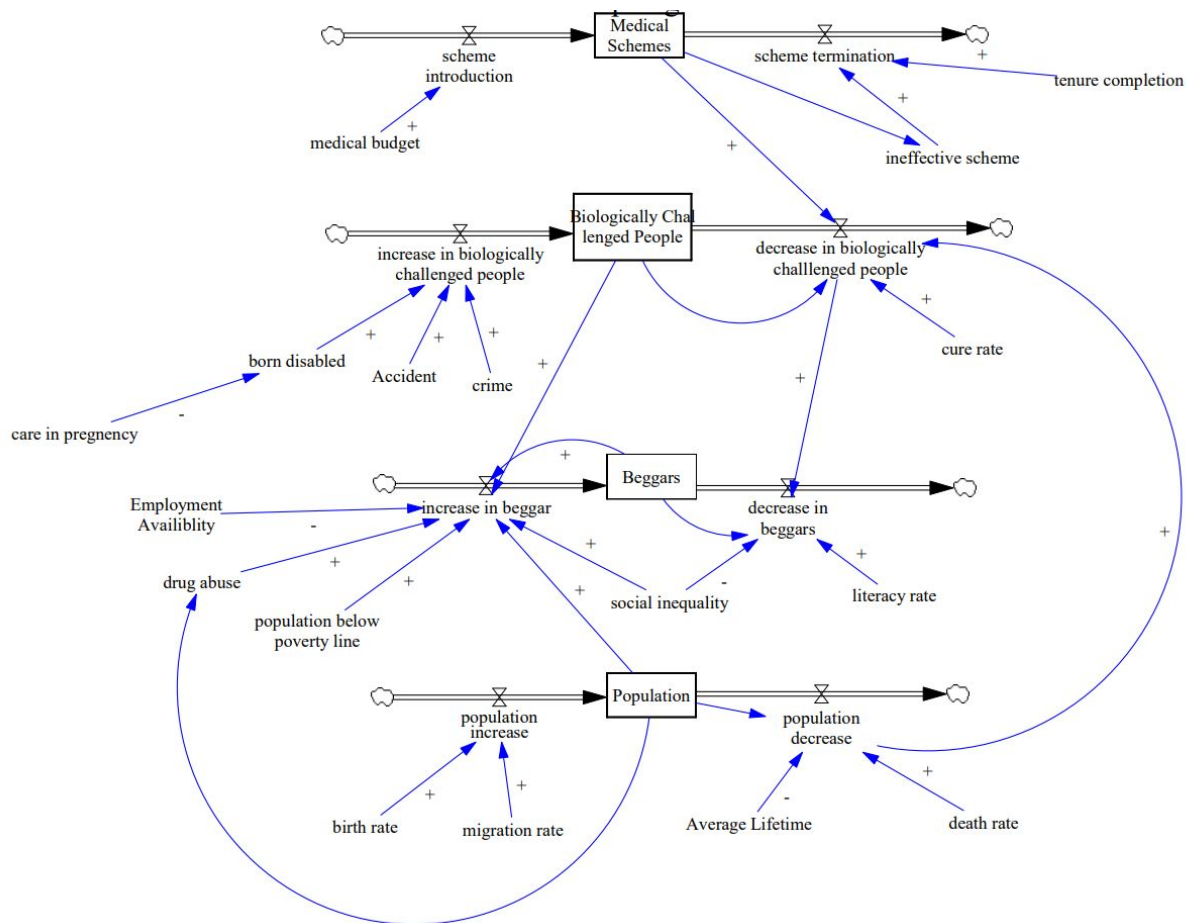 Medical
Schemes
scheme
introduction
scheme termination
+
tenure completion
+
medical budget
+
ineffective scheme
+
Biologically Chal
lenged People
increase in biologically
challenged people
decrease in biologically
challlenged people
+
+
+
+
born disabled
Accident
crime
cure rate
-
care in pregnency
+
+
+
Beggars
Employment
Availiblity
-
increase in beggar
decrease in
beggars
+
+
+
+
drug abuse
+
+
-
+
social inequality
literacy rate
population below
poverty line
Population
population
increase
population
decrease
+
+
-
+
birth rate
migration rate
Average Lifetime
death rate